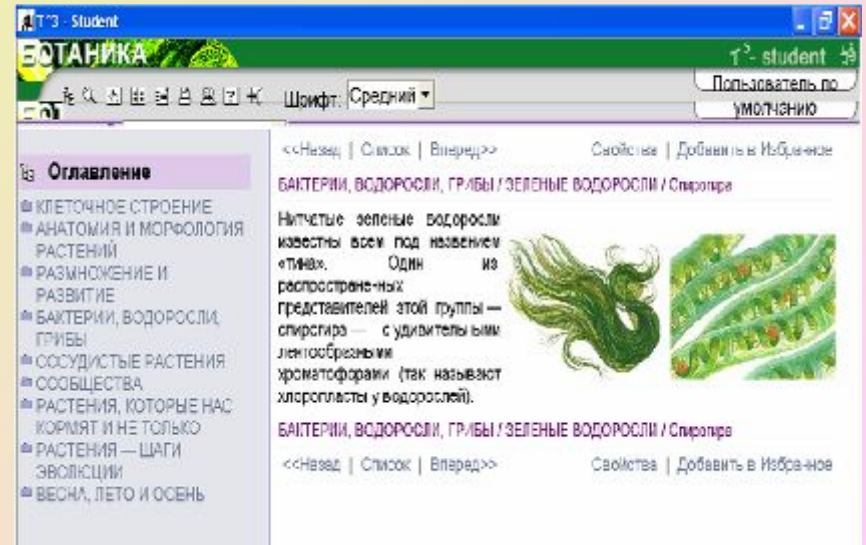 T^3 - Student
БОТАНИКА
T^3- student
Шрифт: Средний
Пользователь по
умолчанию
Оглавление
КЛЕТОЧНОЕ СТРОЕНИЕ
АНАТОМИЯ И МОРФОЛОГИЯ
РАСТЕНИЙ
РАЗМНОЖЕНИЕ И
РАЗВИТИЕ
БАКТЕРИИ, ВОДОРОСЛИ,
ГРИБЫ
СОСУДИСТЫЕ РАСТЕНИЯ
СООБЩЕСТВА
РАСТЕНИЯ, КОТОРЫЕ НАС
КОРМЯТ И НЕ ТОЛЬКО
РАСТЕНИЯ — ШАГИ
ЭВОЛЮЦИИ
ВЕСНА, ЛЕТО И ОСЕНЬ
<<Назад | Список | Вперед>>
Свойства | Добавить в Избранное
БАКТЕРИИ, ВОДОРОСЛИ, ГРИБЫ / ЗЕЛЕНЫЕ ВОДОРОСЛИ / Спирогира
Нитчатые зеленые водоросли
известны всем под названием
«тина». Один из
распространенных
представителей этой группы —
спирогира — с удивительными
лентообразными
хроматофорами (так называют
хлоропласты у водорослей).
БАКТЕРИИ, ВОДОРОСЛИ, ГРИБЫ / ЗЕЛЕНЫЕ ВОДОРОСЛИ / Спирогира
<<Назад | Список | Вперед>>
Свойства | Добавить в Избранное